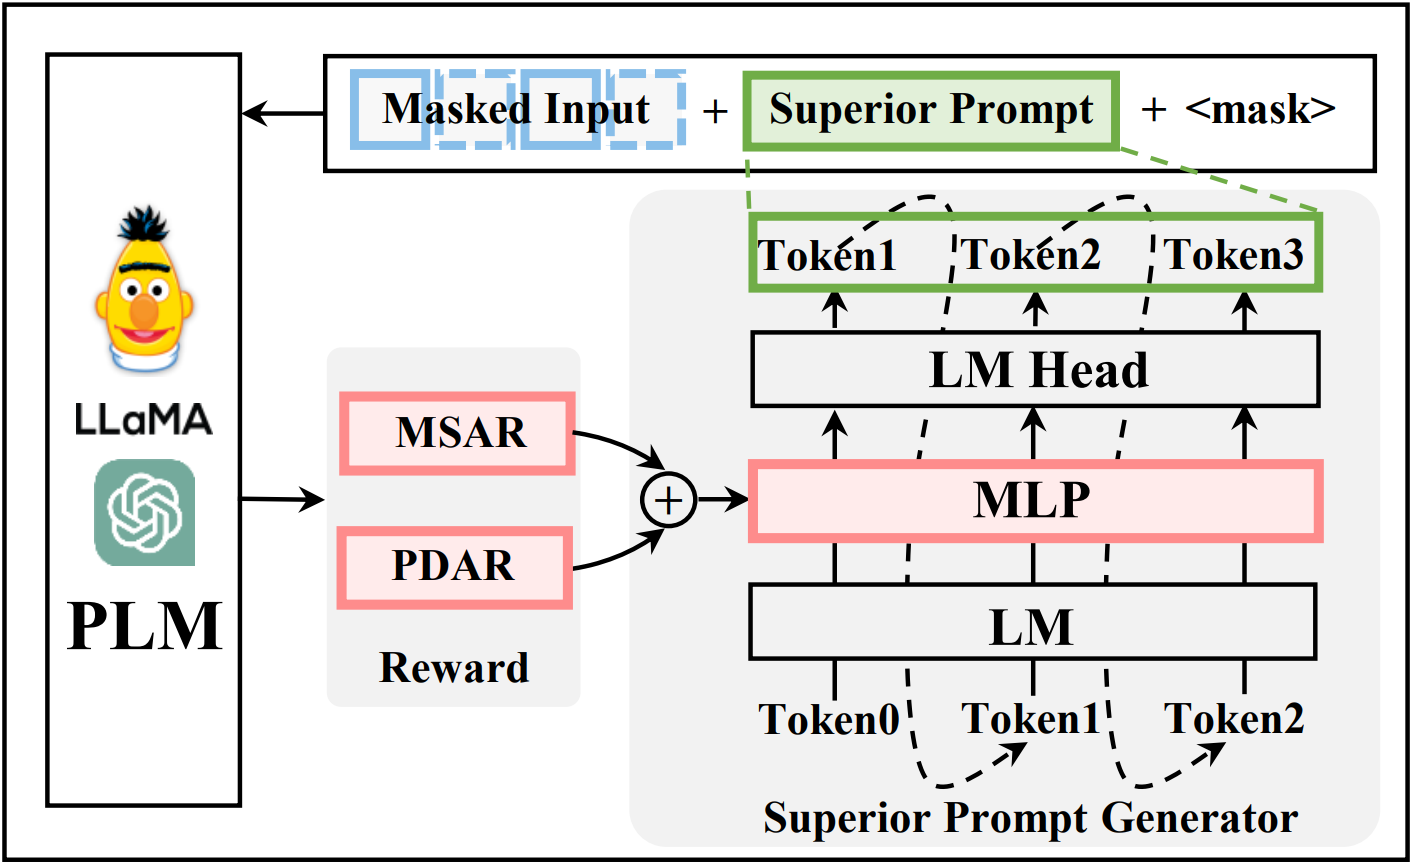 Masked Input + Superior Prompt + <mask>
Token1 Token2 Token3
LM Head
LLaMA
MSAR
+
MLP
PDAR
PLM
LM
Reward
Token0 Token1 Token2
Superior Prompt Generator